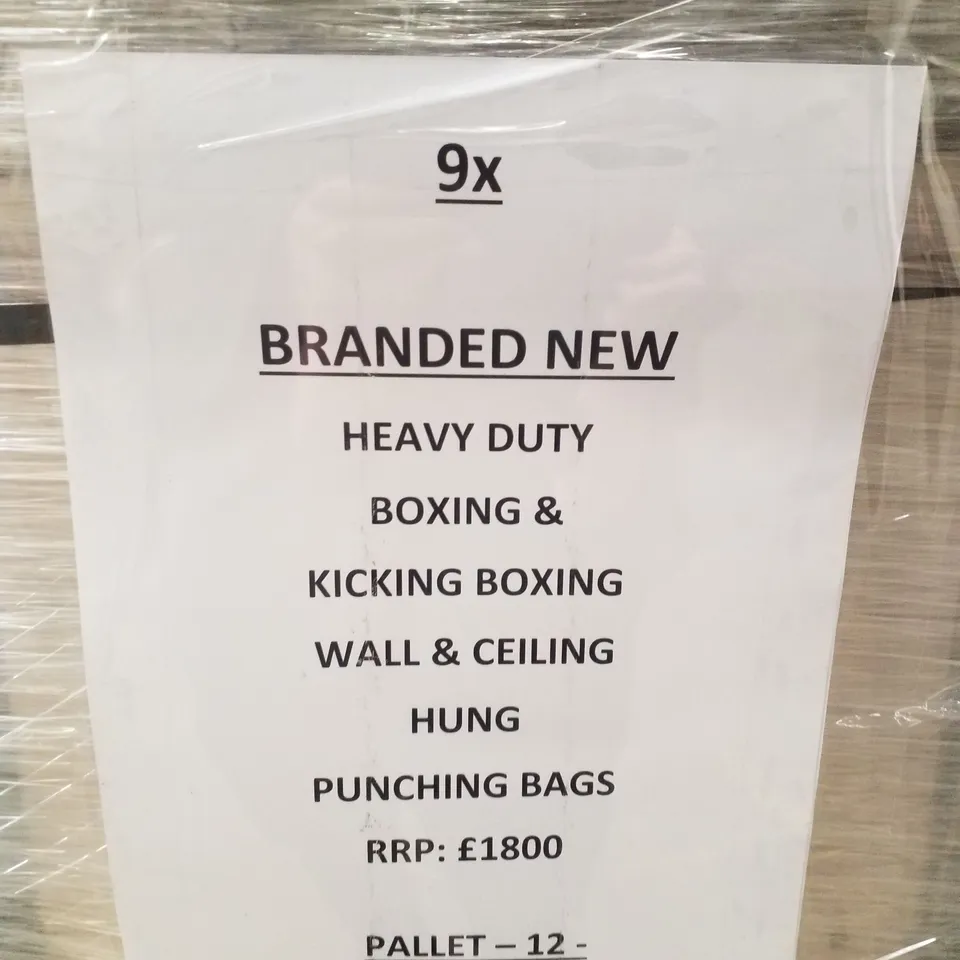 9x
BRANDED NEW
HEAVY DUTY
BOXING &
KICKING BOXING
WALL & CEILING
HUNG
PUNCHING BAGS
RRP: £1800
PALLET – 12 -